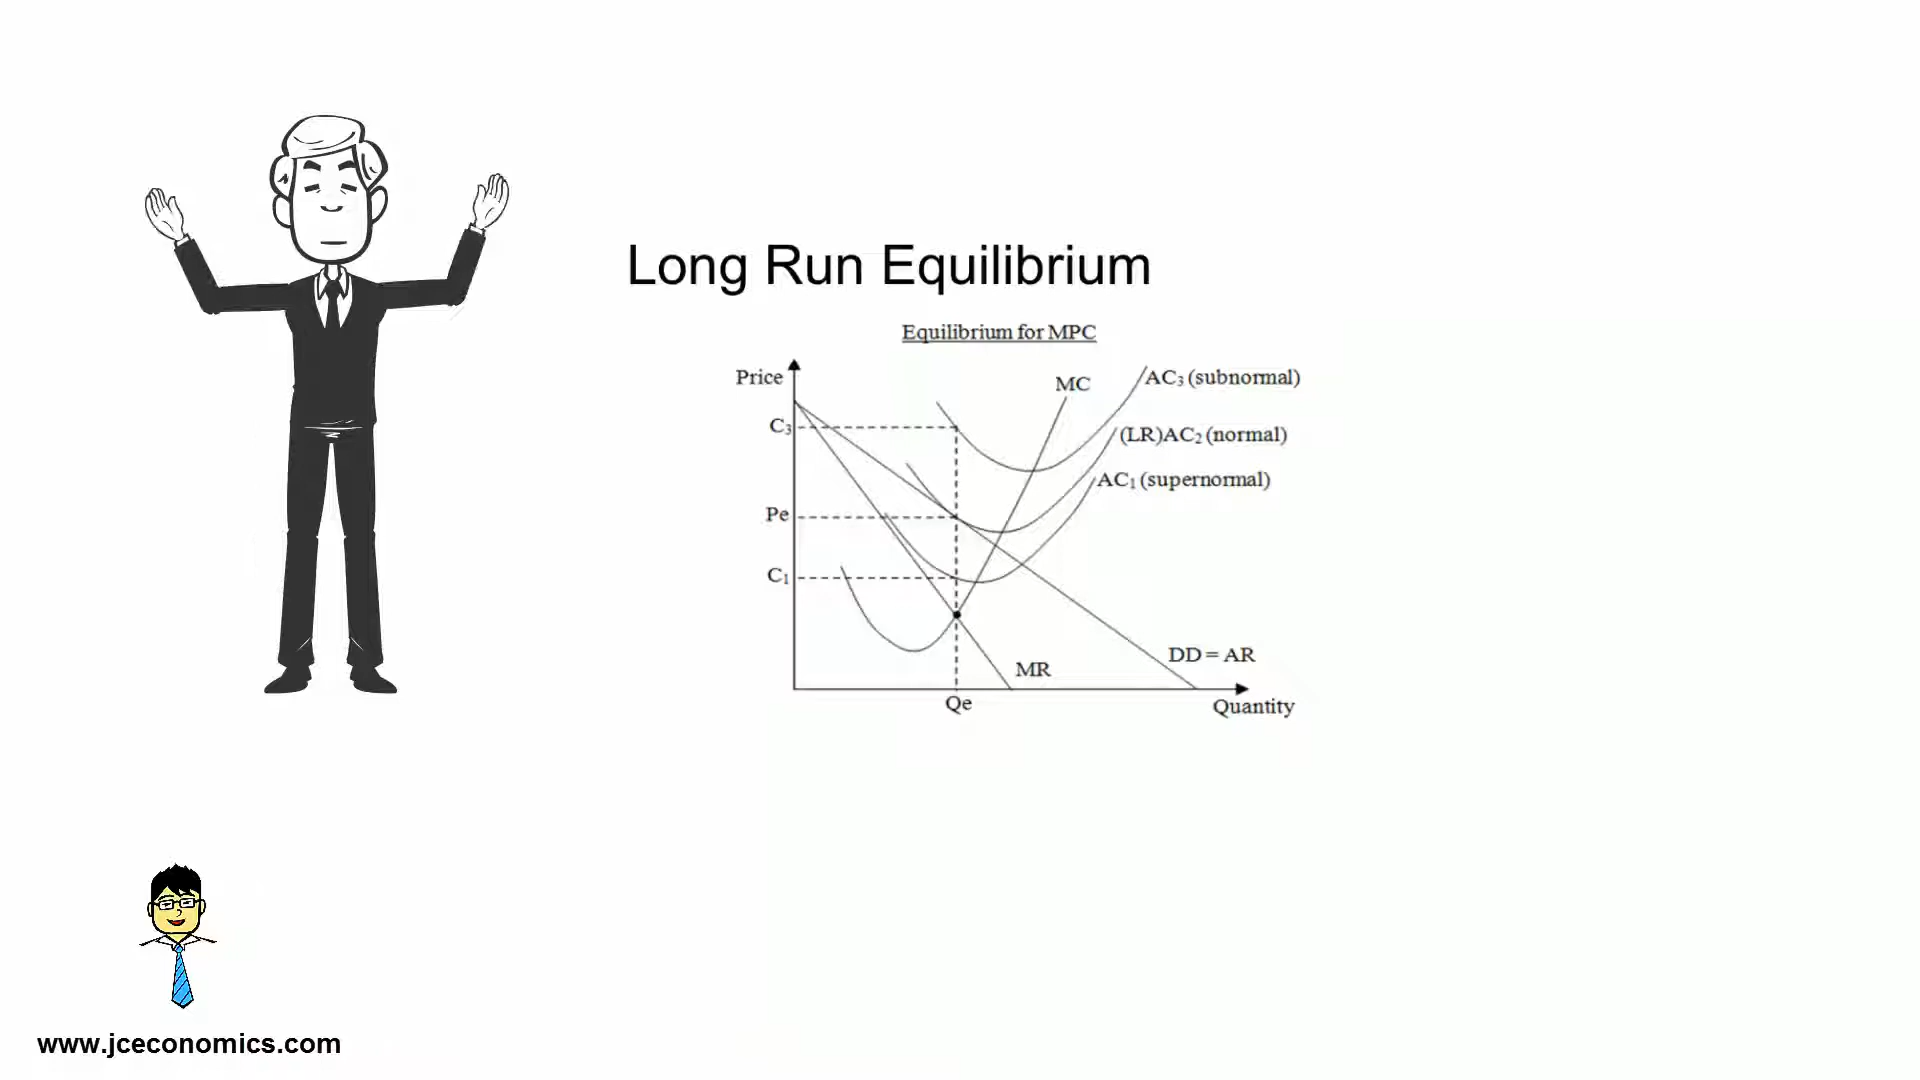 Long Run Equilibrium
Equilibrium for MPC
Price
MC
AC₃ (subnormal)
C₃
(LR)AC₂ (normal)
AC₁ (supernormal)
Pe
C₁
DD = AR
MR
Qe
Quantity
www.jceconomics.com